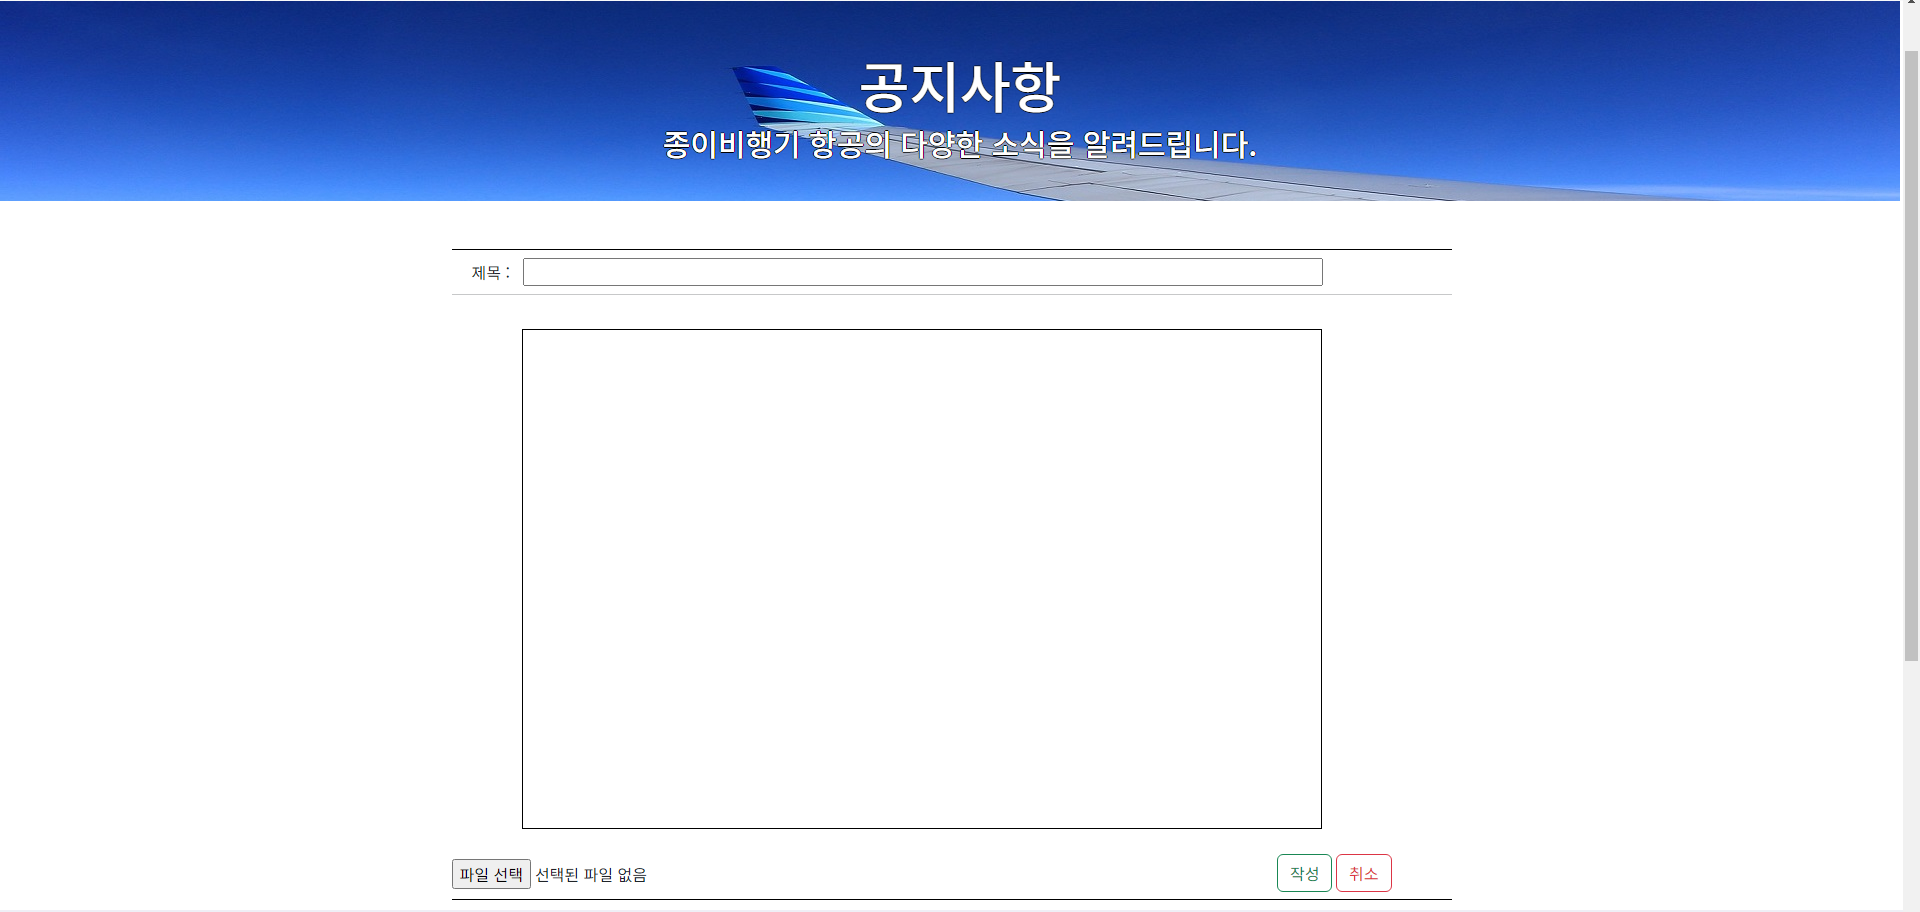 공지사항
종이비행기 항공의 다양한 소식을 알려드립니다.
제목 :
파일 선택 선택된 파일 없음
작성 취소